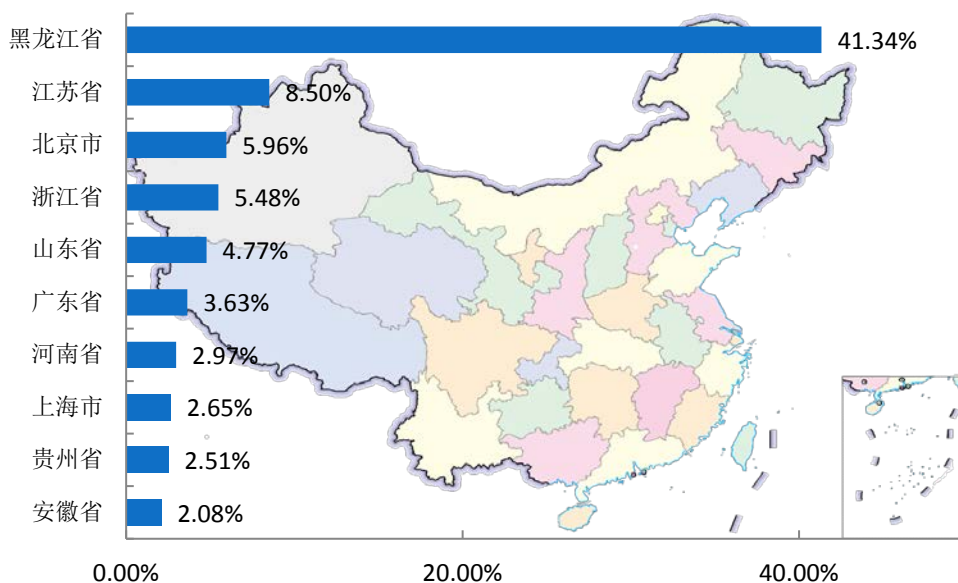 黑龙江省 41.34%
江苏省 8.50%
北京市 5.96%
浙江省 5.48%
山东省 4.77%
广东省 3.63%
河南省 2.97%
上海市 2.65%
贵州省 2.51%
安徽省 2.08%
0.00% 20.00% 40.00%